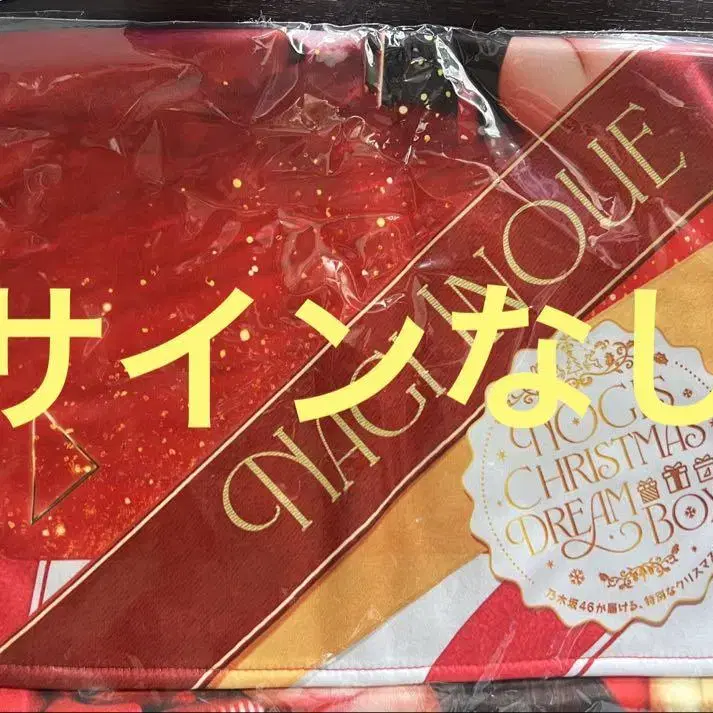 NAGI INOUE
サインなし
NOGI'S
CHRISTMAS
DREAM
BOX
乃木坂46が届ける、特別なクリスマス